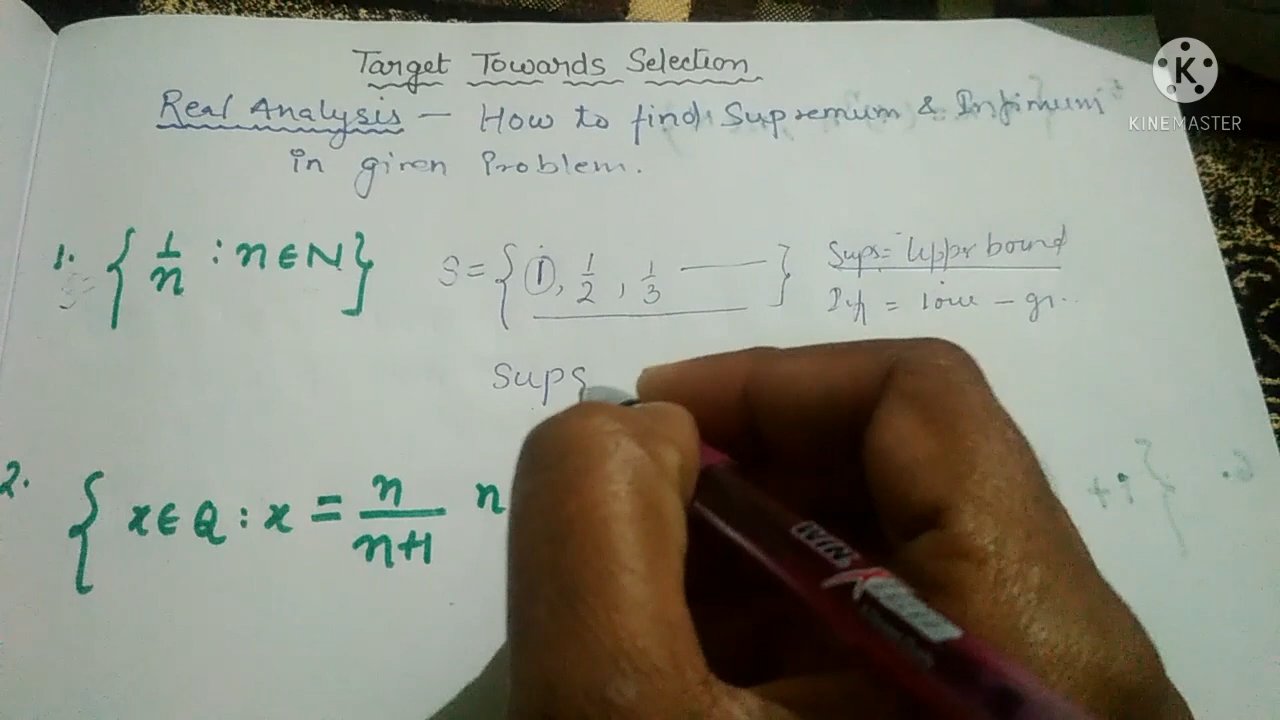 Target Towards Selection
Real Analysis — How to find Supremum & Infimum
in given Problem.
K
KINEMASTER
1. { 1/n : n ∈ N } S = { 1, 1/2, 1/3 —— } Sups = Upper bound
Inf = low - gr..
Sups
2. { x ∈ Q : x = n/(n+1) n